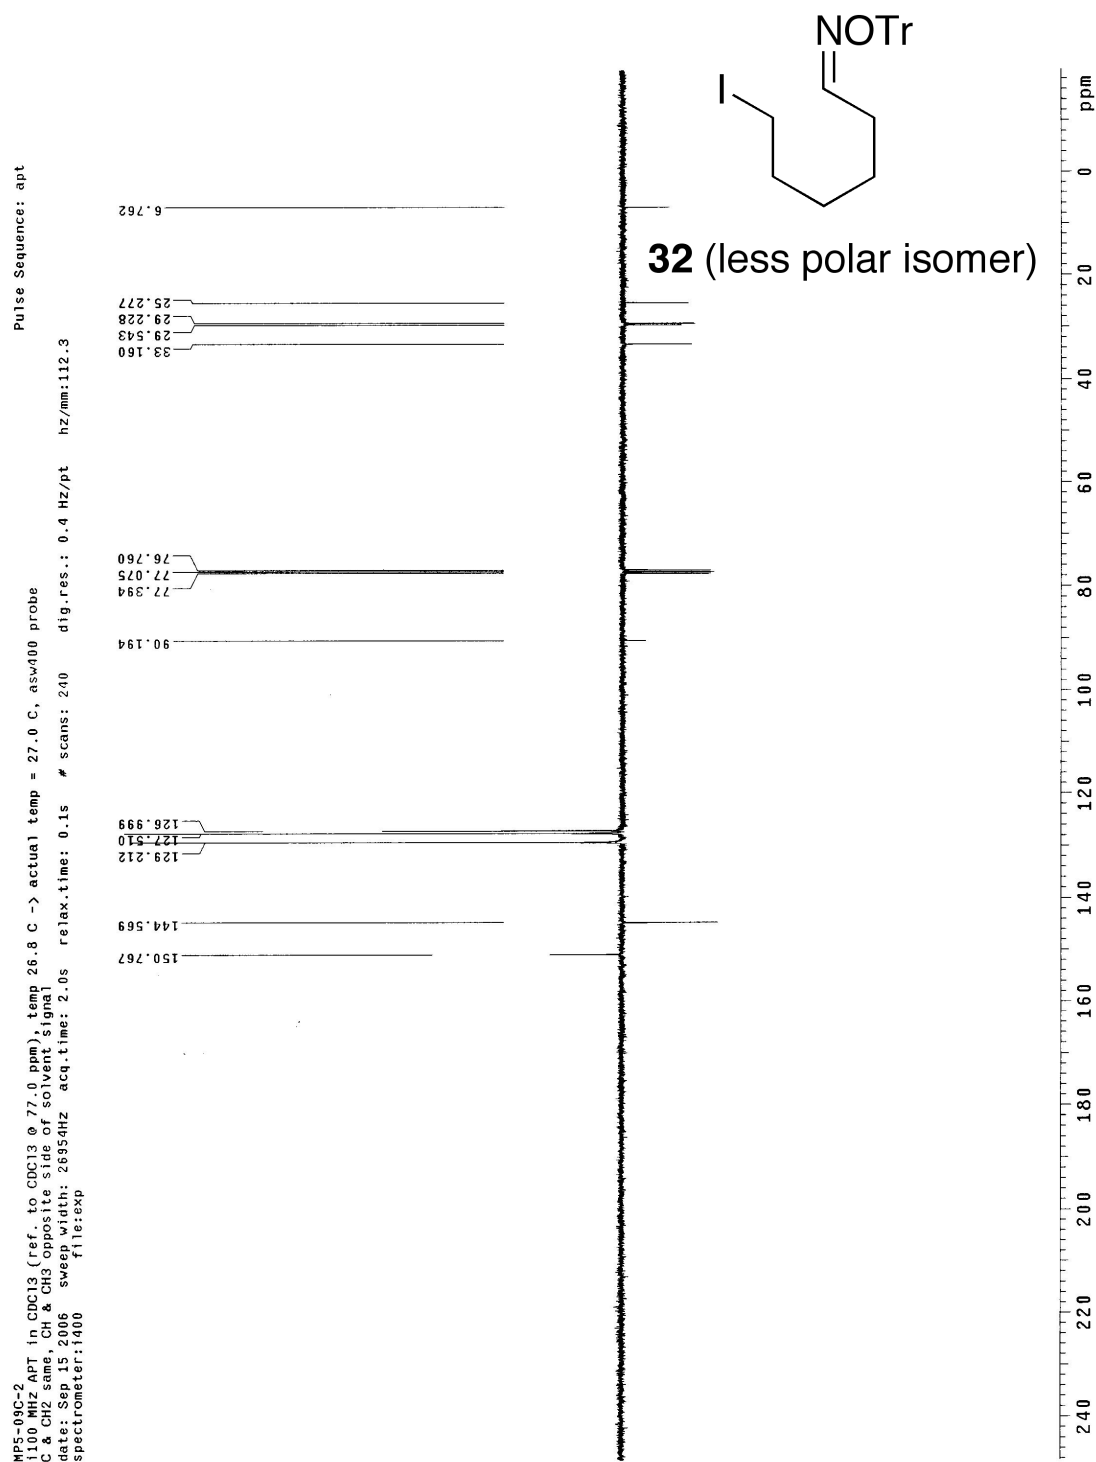 NOTr
I
32 (less polar isomer)
Pulse Sequence: apt
MP5-09C-2
i100 MHz APT in CDCl3 (ref. to CDCl3 @ 77.0 ppm), temp 26.8 C -> actual temp = 27.0 C, asw400 probe
C & CH2 same, CH & CH3 opposite side of solvent signal
date: Sep 15 2006 sweep width: 26954Hz acq.time: 2.0s relax.time: 0.1s # scans: 240 dig.res.: 0.4 Hz/pt hz/mm:112.3
spectrometer:i400 file:exp
6.762
25.277
29.228
29.543
33.160
76.760
77.075
77.394
90.194
126.999
127.510
129.212
144.569
150.767
ppm
0
20
40
60
80
100
120
140
160
180
200
220
240